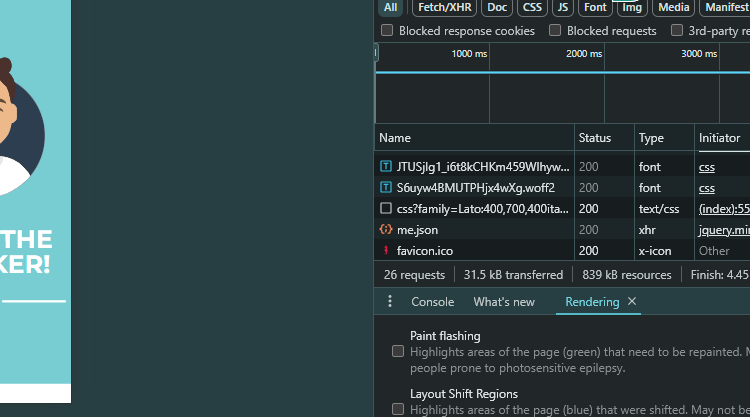 All Fetch/XHR Doc CSS JS Font Img Media Manifest
Blocked response cookies Blocked requests 3rd-party re
1000 ms 2000 ms 3000 ms
Name Status Type Initiator
JTUSjIg1_i6t8kCHKm459WIhyw... 200 font css
S6uyw4BMUTPHjx4wXg.woff2 200 font css
css?family=Lato:400,700,400ita... 200 text/css (index):55
me.json 200 xhr jquery.mi
favicon.ico 200 x-icon Other
26 requests 31.5 kB transferred 839 kB resources Finish: 4.45
Console What's new Rendering
Paint flashing
Highlights areas of the page (green) that need to be repainted. M
people prone to photosensitive epilepsy.
Layout Shift Regions
Highlights areas of the page (blue) that were shifted. May not be
THE
KER!